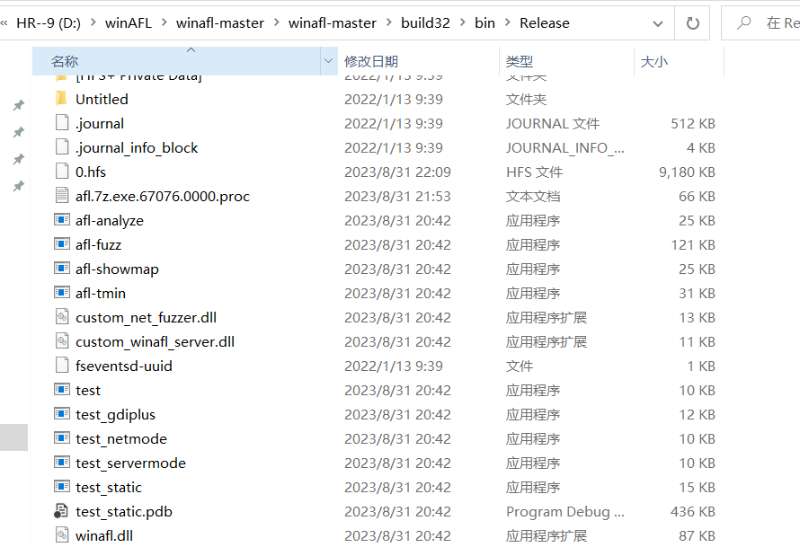 « HR--9 (D:) > winAFL > winafl-master > winafl-master > build32 > bin > Release 在 Re
名称 修改日期 类型 大小
[HFS+ Private Data] 2022/1/13 9:39 文件夹
Untitled 2022/1/13 9:39 文件夹
.journal 2022/1/13 9:39 JOURNAL 文件 512 KB
.journal_info_block 2022/1/13 9:39 JOURNAL_INFO_... 4 KB
0.hfs 2023/8/31 22:09 HFS 文件 9,180 KB
afl.7z.exe.67076.0000.proc 2023/8/31 21:53 文本文档 66 KB
afl-analyze 2023/8/31 20:42 应用程序 25 KB
afl-fuzz 2023/8/31 20:42 应用程序 121 KB
afl-showmap 2023/8/31 20:42 应用程序 25 KB
afl-tmin 2023/8/31 20:42 应用程序 31 KB
custom_net_fuzzer.dll 2023/8/31 20:42 应用程序扩展 13 KB
custom_winafl_server.dll 2023/8/31 20:42 应用程序扩展 11 KB
fseventsd-uuid 2022/1/13 9:39 文件 1 KB
test 2023/8/31 20:42 应用程序 10 KB
test_gdiplus 2023/8/31 20:42 应用程序 12 KB
test_netmode 2023/8/31 20:42 应用程序 10 KB
test_servermode 2023/8/31 20:42 应用程序 10 KB
test_static 2023/8/31 20:42 应用程序 15 KB
test_static.pdb 2023/8/31 20:42 Program Debug ... 436 KB
winafl.dll 2023/8/31 20:42 应用程序扩展 87 KB